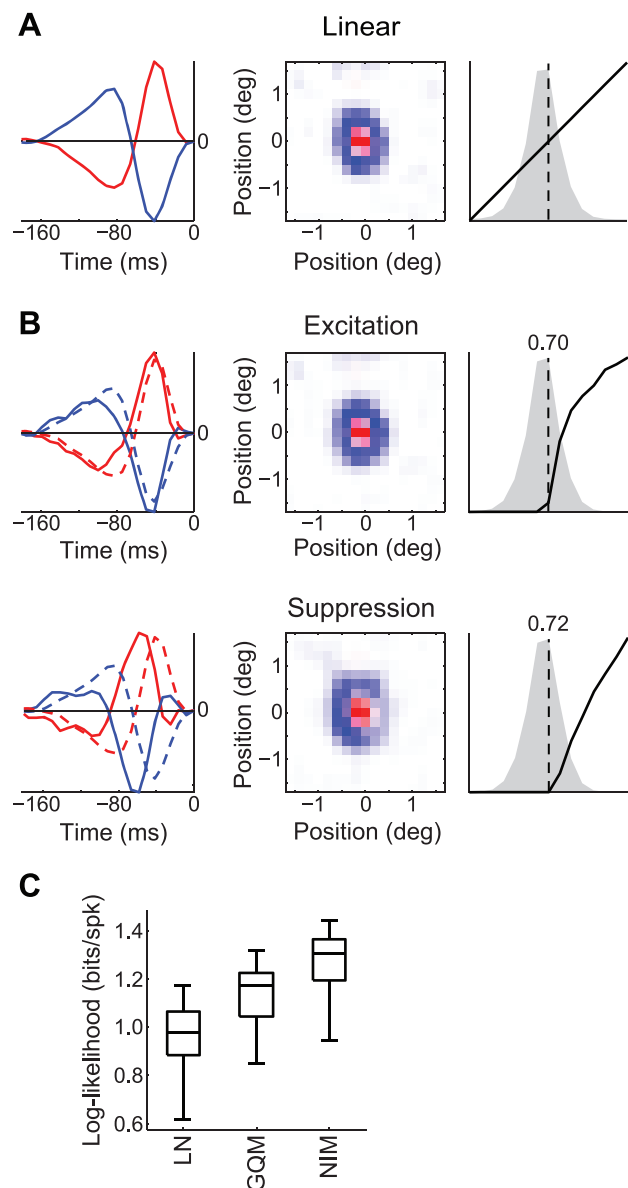 A
Linear
0
−160
−80
0
Time (ms)
Position (deg)
1
0
−1
−1
0
1
Position (deg)
B
Excitation
0
−160
−80
0
Time (ms)
Position (deg)
1
0
−1
−1
0
1
Position (deg)
0.70
Suppression
0
−160
−80
0
Time (ms)
Position (deg)
1
0
−1
−1
0
1
Position (deg)
0.72
C
Log-likelihood (bits/spk)
1.4
1.2
1.0
0.8
0.6
LN
GQM
NIM